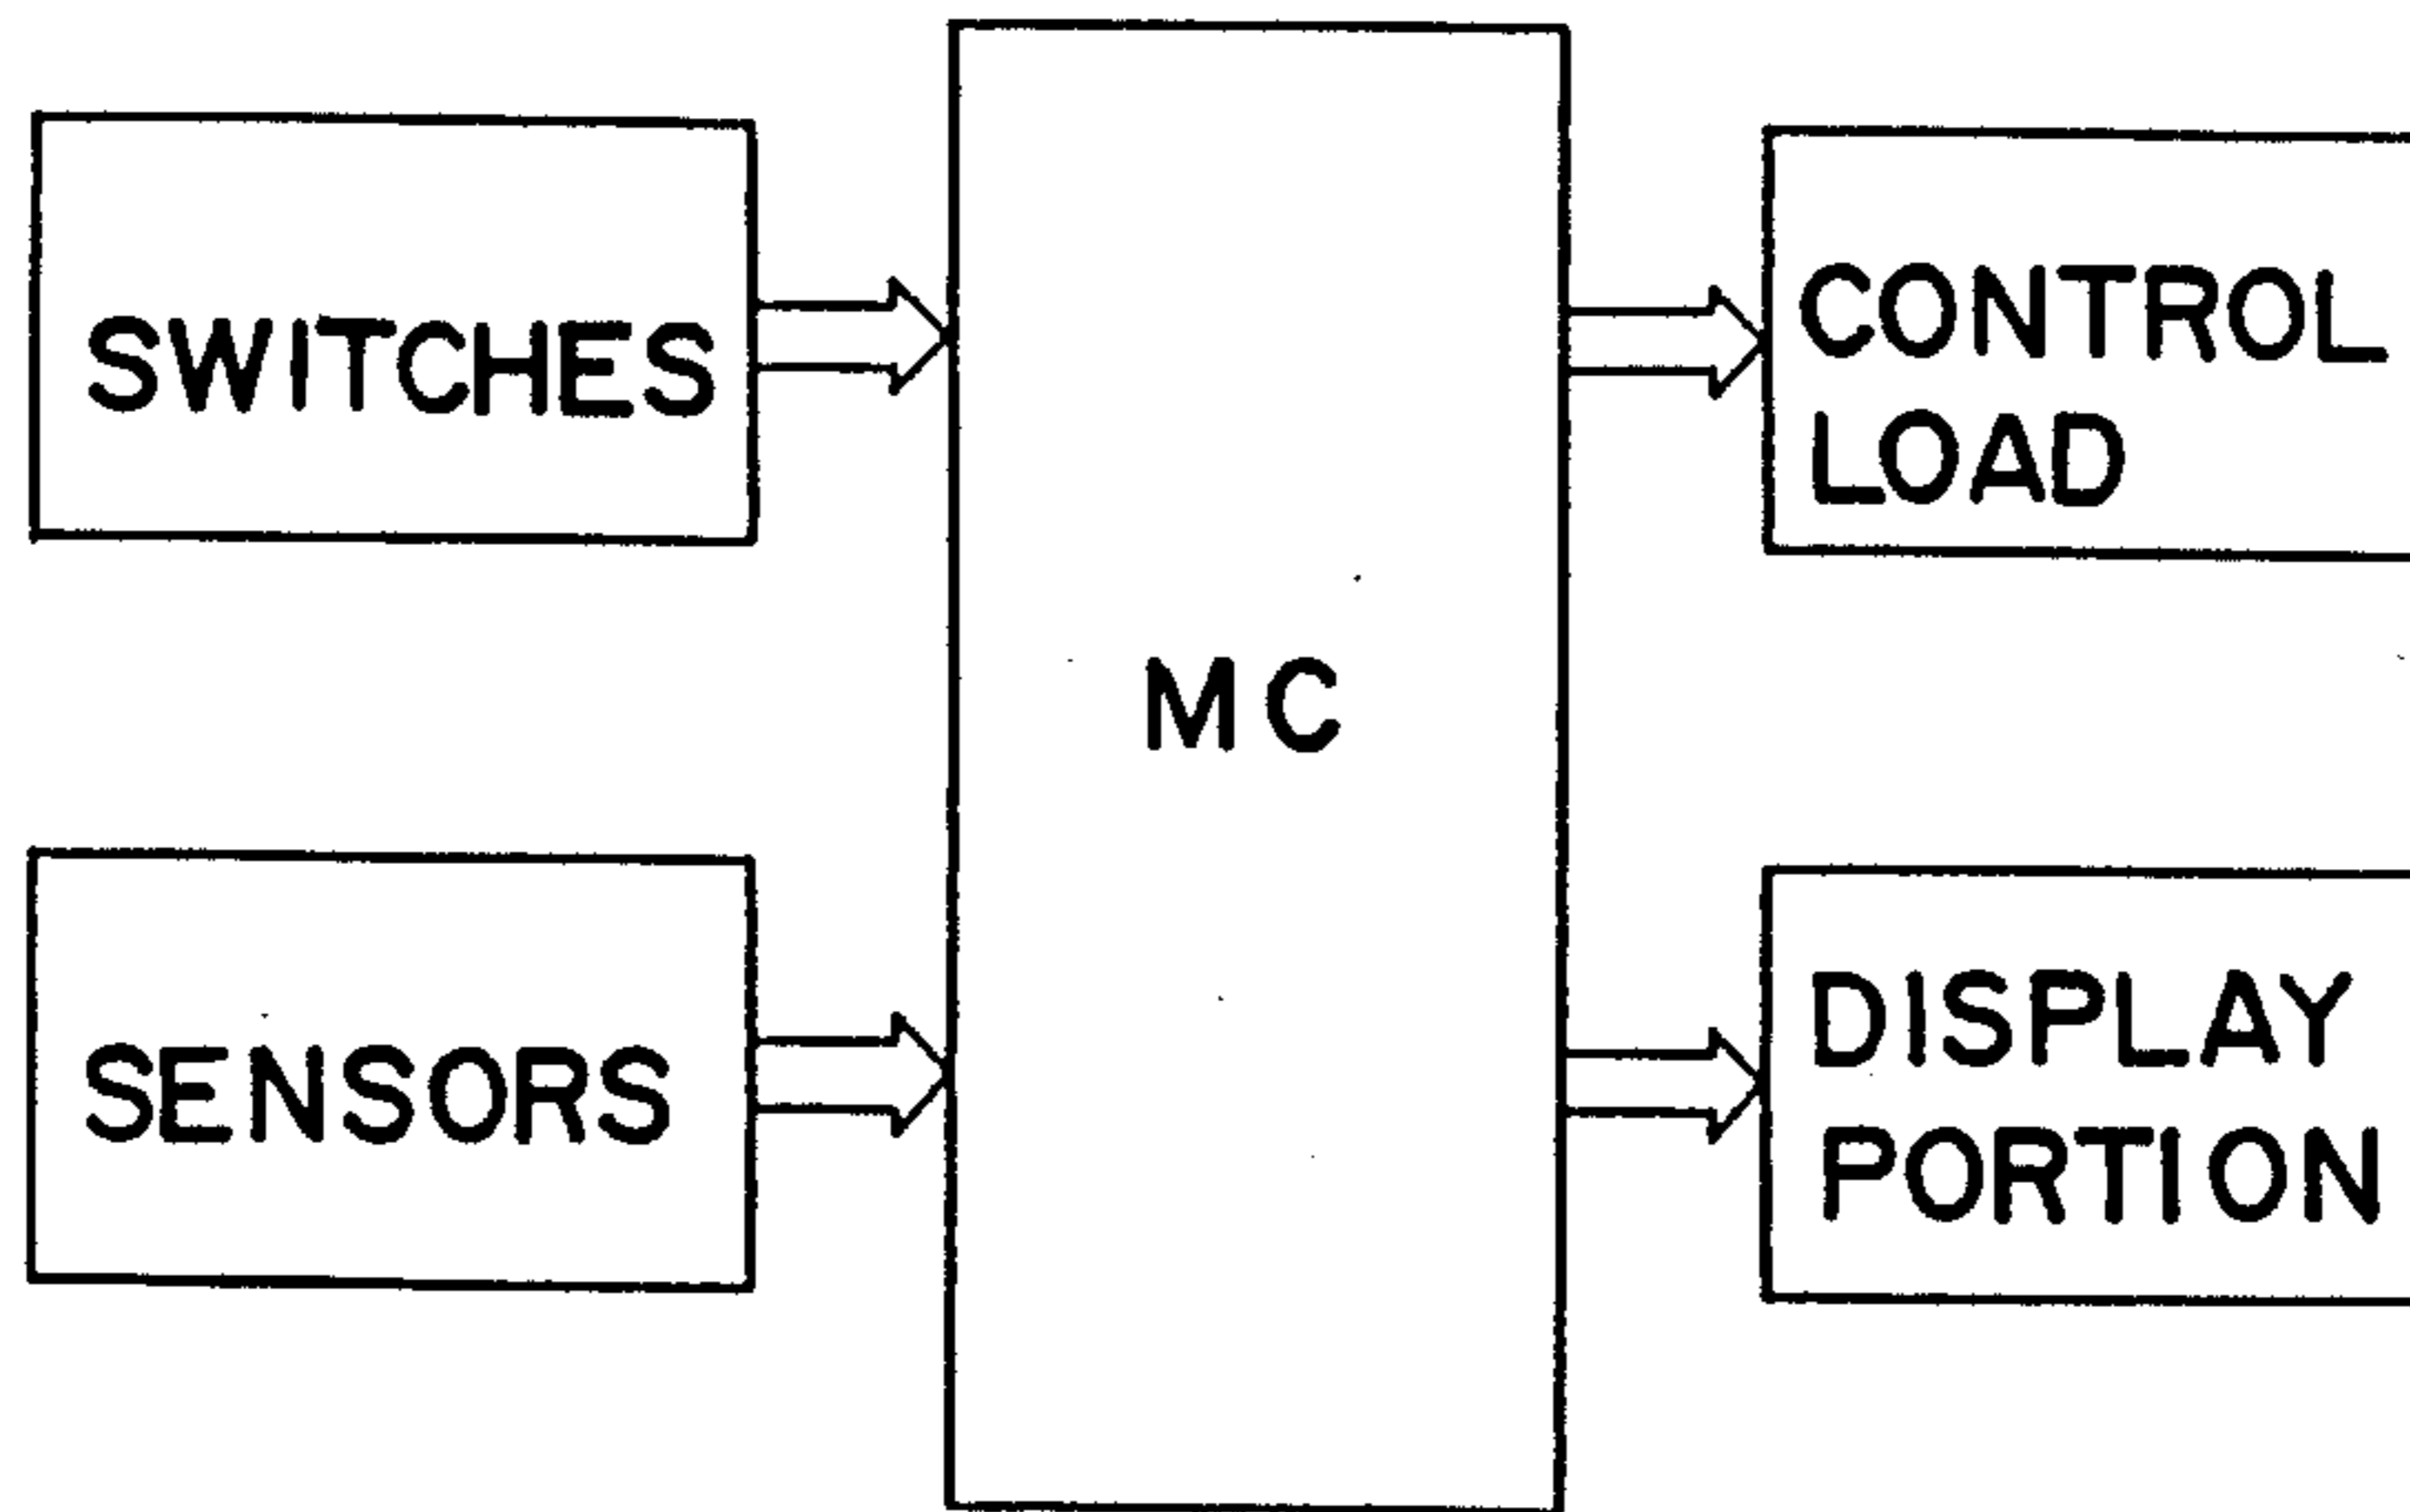 SWITCHES
MC
CONTROL
LOAD
SENSORS
DISPLAY
PORTION